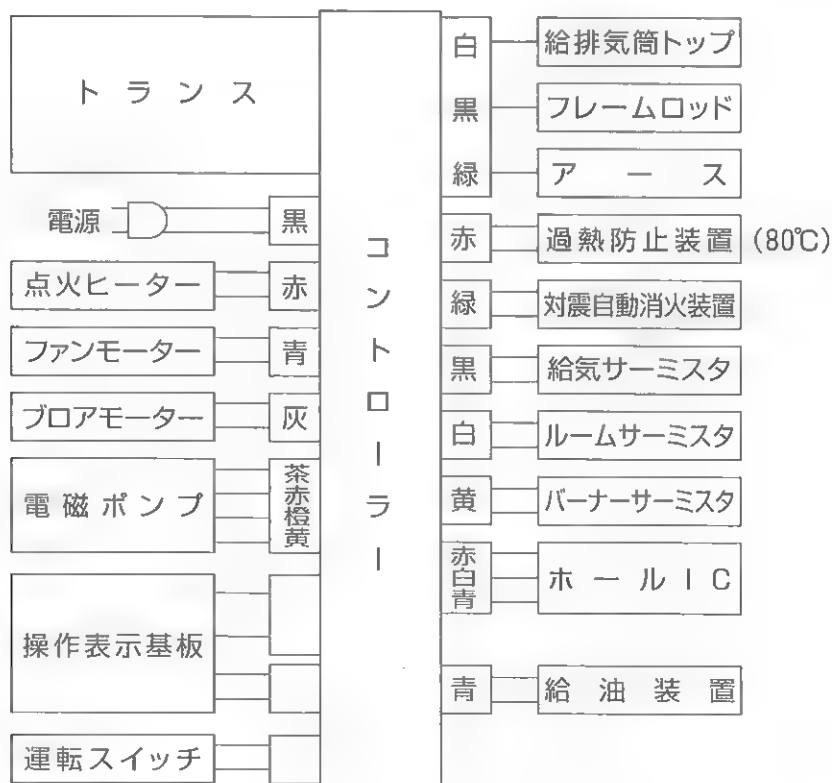 トランス
電源
黒
点火ヒーター
赤
ファンモーター
青
ブロアモーター
灰
電磁ポンプ
茶
赤
橙
黄
操作表示基板
運転スイッチ
コントローラー
白
給排気筒トップ
黒
フレームロッド
緑
アース
赤
過熱防止装置 (80℃)
緑
対震自動消火装置
黒
給気サーミスタ
白
ルームサーミスタ
黄
バーナーサーミスタ
赤
白
青
ホールIC
青
給油装置